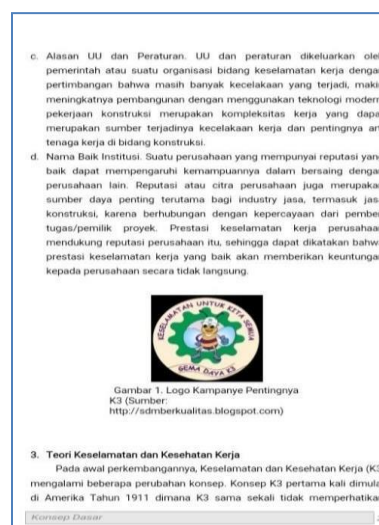 c. Alasan UU dan Peraturan. UU dan peraturan dikeluarkan ole
pemerintah atau suatu organisasi bidang keselamatan kerja denga
pertimbangan bahwa masih banyak kecelakaan yang terjadi, maki
meningkatnya pembangunan dengan menggunakan teknologi modern
pekerjaan konstruksi merupakan kompleksitas kerja yang dapa
merupakan sumber terjadinya kecelakaan kerja dan pentingnya art
tenaga kerja di bidang konstruksi.
d. Nama Baik Institusi. Suatu perusahaan yang mempunyai reputasi yan
baik dapat mempengaruhi kemampuannya dalam bersaing denga
perusahaan lain. Reputasi atau citra perusahaan juga merupaka
sumber daya penting terutama bagi industry jasa, termasuk jas
konstruksi, karena berhubungan dengan kepercayaan dari pember
tugas/pemilik proyek. Prestasi keselamatan kerja perusahaa
mendukung reputasi perusahaan itu, sehingga dapat dikatakan bahw
prestasi keselamatan kerja yang baik akan memberikan keuntunga
kepada perusahaan secara tidak langsung.
KESELAMATAN UNTUK KITA SEMUA
GEMA DAYA K3
Gambar 1. Logo Kampanye Pentingnya
K3 (Sumber:
http://sdmberkualitas.blogspot.com)
3. Teori Keselamatan dan Kesehatan Kerja
Pada awal perkembangannya, Keselamatan dan Kesehatan Kerja (K3
mengalami beberapa perubahan konsep. Konsep K3 pertama kali dimula
di Amerika Tahun 1911 dimana K3 sama sekali tidak memperhatika
Konsep Dasar